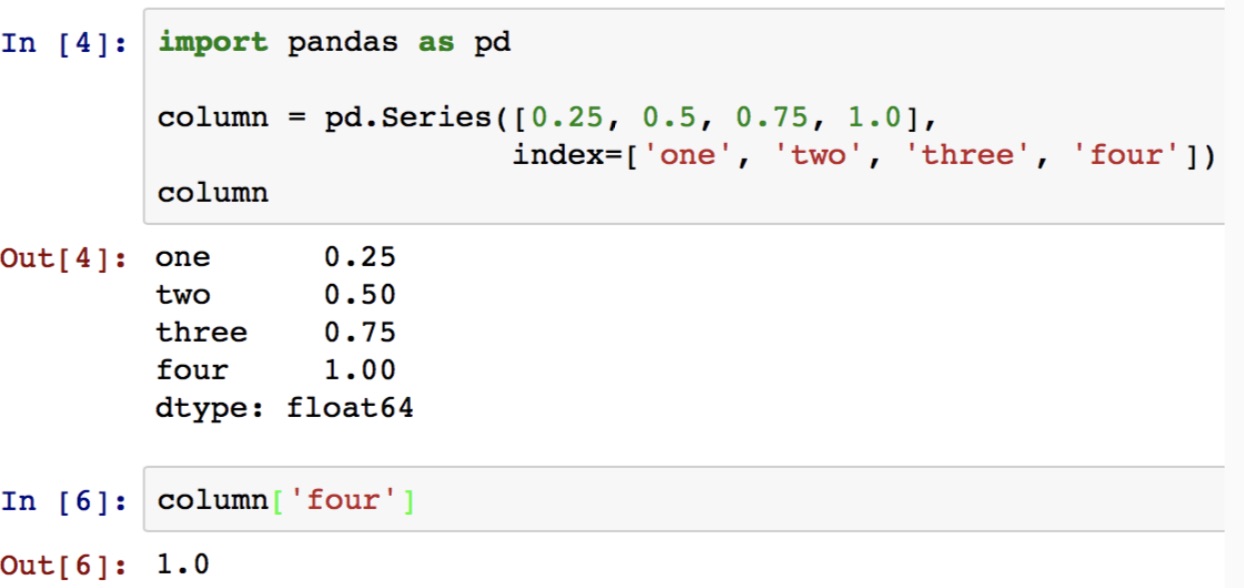 In [4]: import pandas as pd
column = pd.Series([0.25, 0.5, 0.75, 1.0],
                   index=['one', 'two', 'three', 'four'])
column
Out[4]: one      0.25
two      0.50
three    0.75
four     1.00
dtype: float64
In [6]: column['four']
Out[6]: 1.0